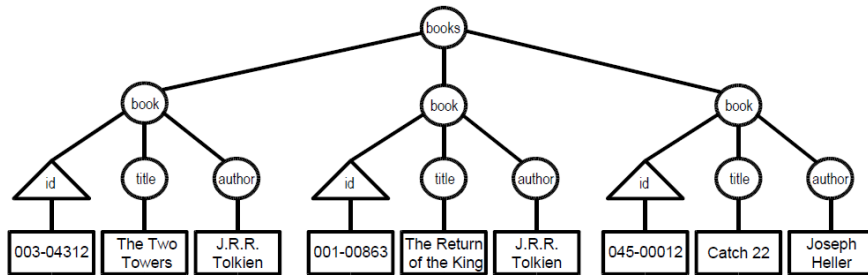 books
book
book
book
id
title
author
id
title
author
id
title
author
003-04312
The Two
Towers
J.R.R.
Tolkien
001-00863
The Return
of the King
J.R.R.
Tolkien
045-00012
Catch 22
Joseph
Heller